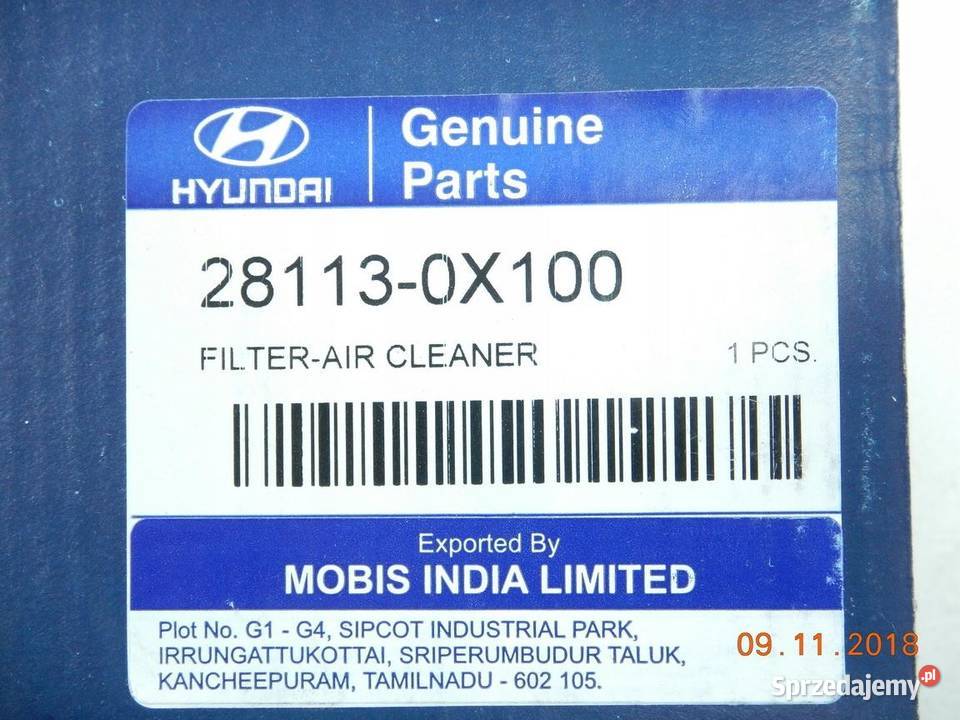 HYUNDAI
Genuine
Parts
28113-0X100
FILTER-AIR CLEANER
1 PCS.
Exported By
MOBIS INDIA LIMITED
Plot No. G1 - G4, SIPCOT INDUSTRIAL PARK,
IRRUNGATTUKOTTAI, SRIPERUMBUDUR TALUK,
KANCHEEPURAM, TAMILNADU - 602 105.
09.11.2018
Sprzedajemy.pl